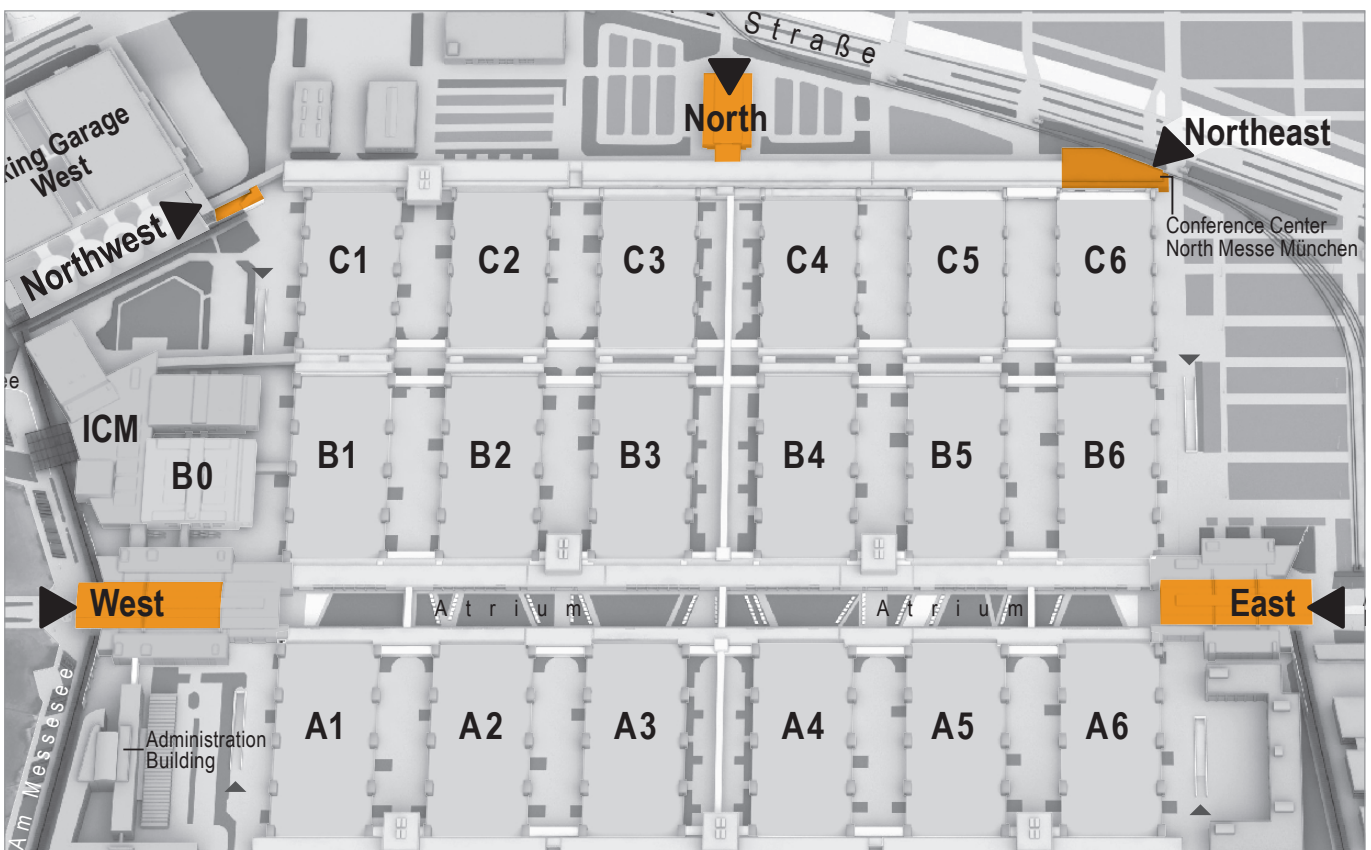 Straße
North
Northeast
king Garage
West
Conference Center
North Messe München
Northwest
C1
C2
C3
C4
C5
C6
ICM
B0
B1
B2
B3
B4
B5
B6
West
Atrium
Atrium
East
A1
A2
A3
A4
A5
A6
Administration
Building
Am Messesee